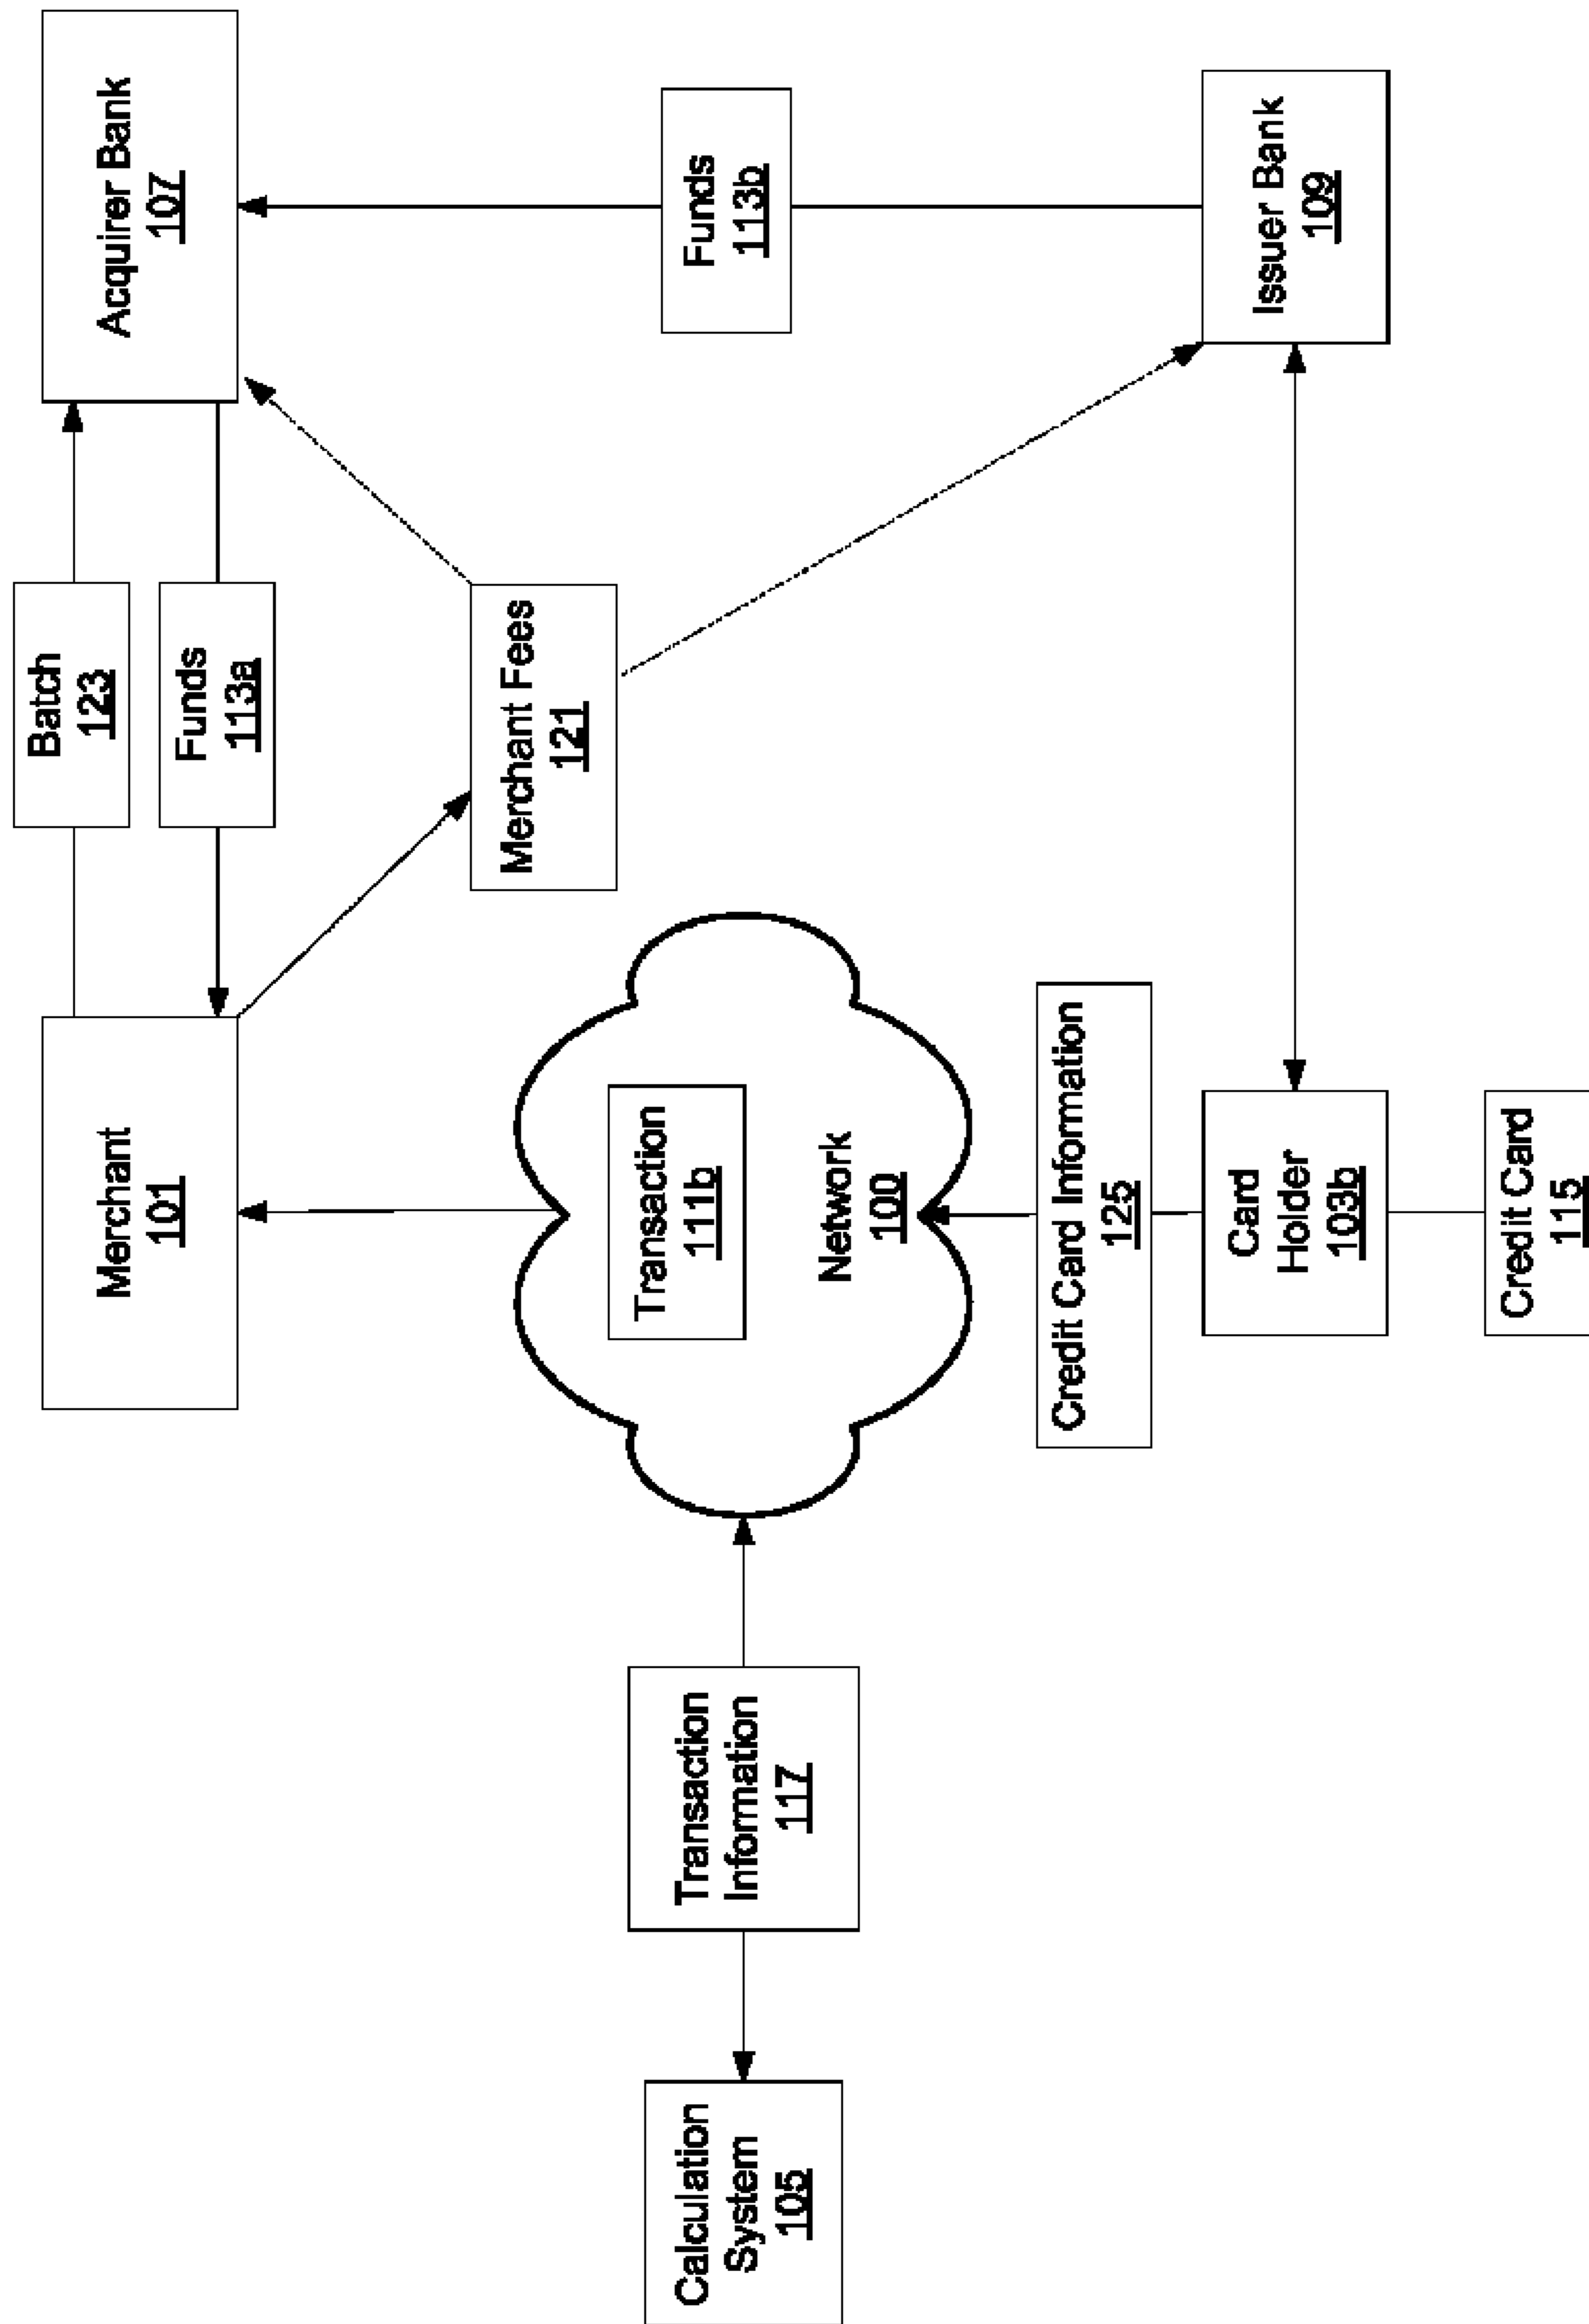 Calculation
System
105
Transaction
Information
117
Merchant
101
Batch
123
Funds
113a
Acquirer Bank
107
Merchant Fees
121
Transaction
111b
Network
100
Funds
113b
Credit Card Information
125
Card
Holder
103b
Issuer Bank
109
Credit Card
115